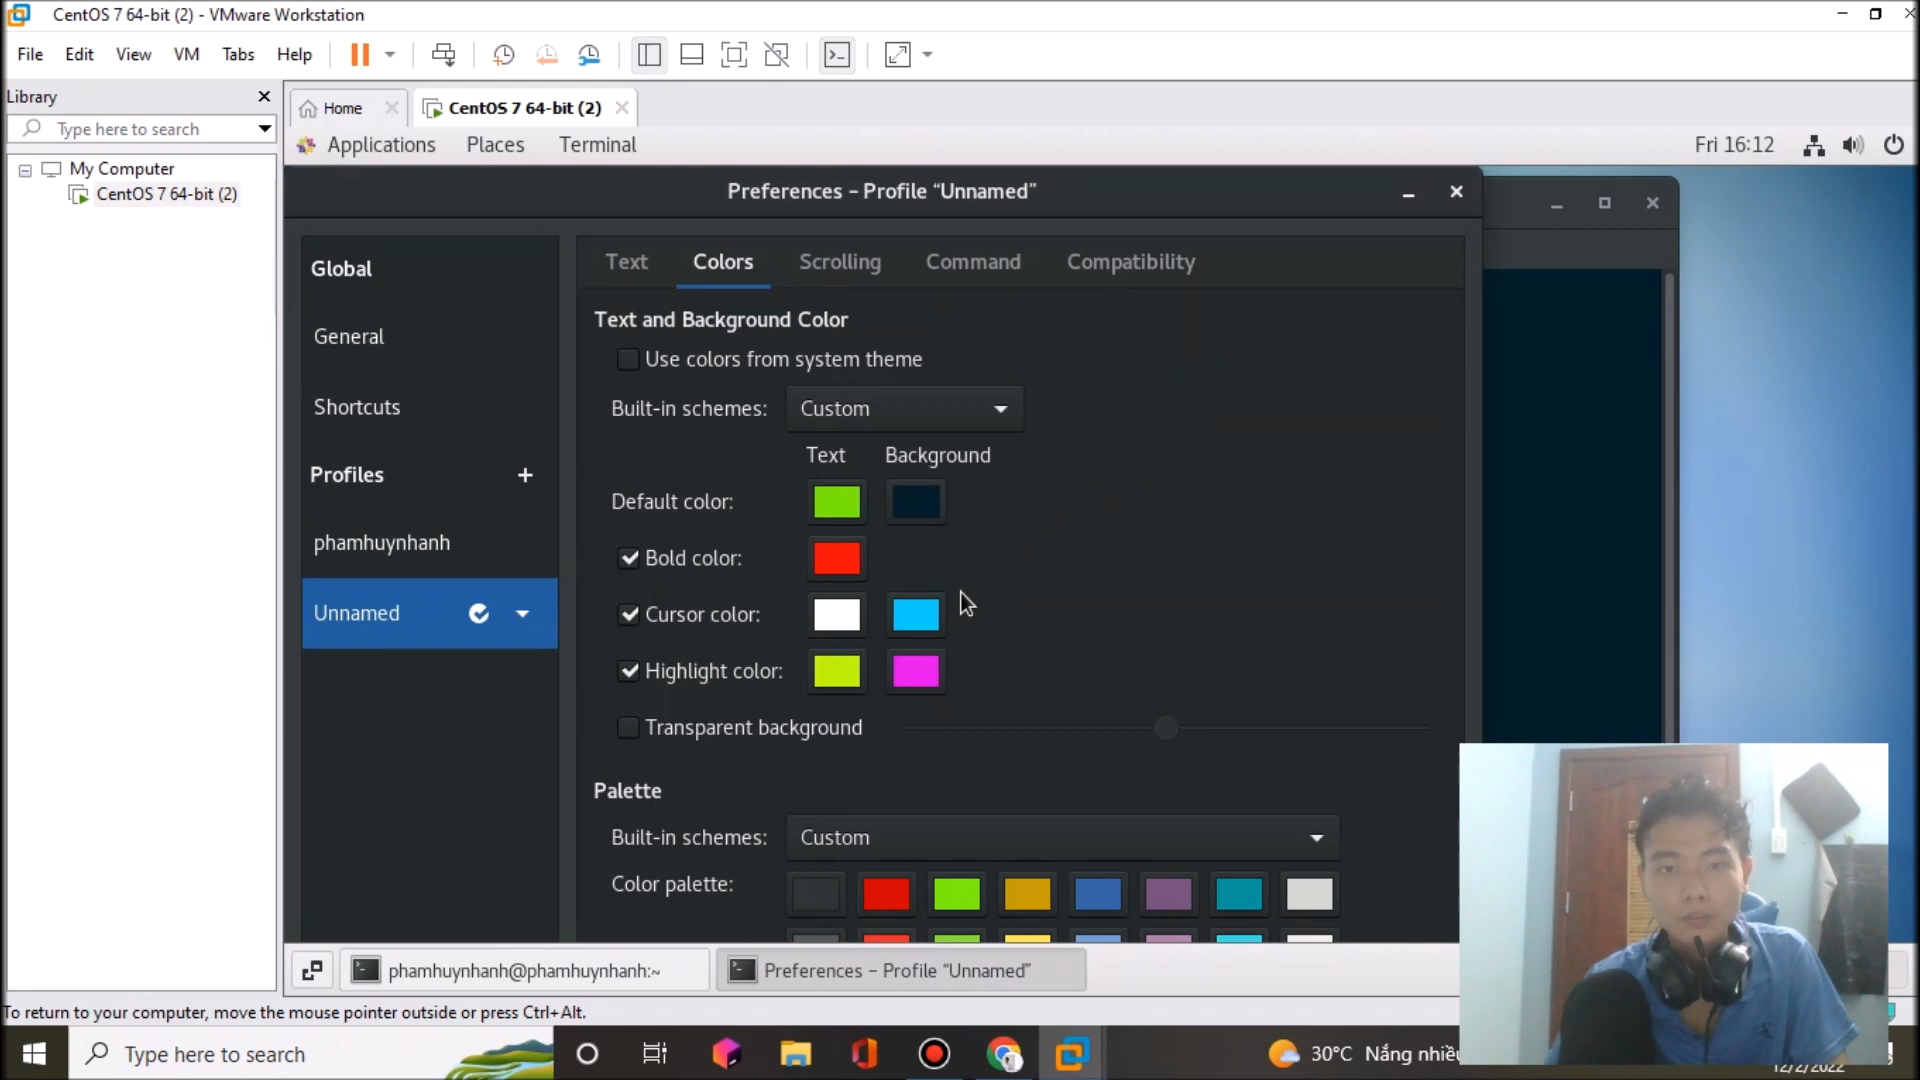 CentOS 7 64-bit (2) - VMware Workstation
File Edit View VM Tabs Help
Library
Type here to search
My Computer
CentOS 7 64-bit (2)
Home
CentOS 7 64-bit (2)
Applications Places Terminal
Fri 16:12
Preferences – Profile “Unnamed”
Global
General
Shortcuts
Profiles
phamhuynhanh
Unnamed
Text Colors Scrolling Command Compatibility
Text and Background Color
Use colors from system theme
Built-in schemes: Custom
Text Background
Default color:
Bold color:
Cursor color:
Highlight color:
Transparent background
Palette
Built-in schemes: Custom
Color palette:
phamhuynhanh@phamhuynhanh:~
Preferences – Profile “Unnamed”
To return to your computer, move the mouse pointer outside or press Ctrl+Alt.
Type here to search
30°C Nắng nhiều
12/2/2022